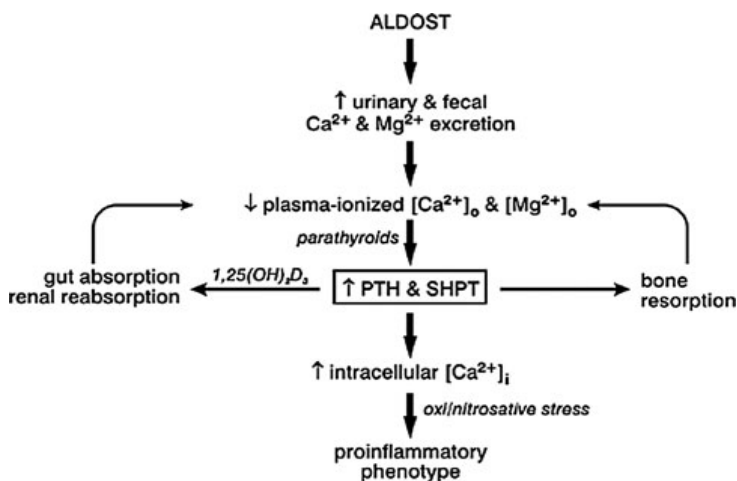 ALDOST
↑ urinary & fecal
Ca²⁺ & Mg²⁺ excretion
↓ plasma-ionized [Ca²⁺]ₒ & [Mg²⁺]ₒ
parathyroids
gut absorption
renal reabsorption
1,25(OH)₂D₃
↑ PTH & SHPT
bone
resorption
↑ intracellular [Ca²⁺]ᵢ
oxi/nitrosative stress
proinflammatory
phenotype